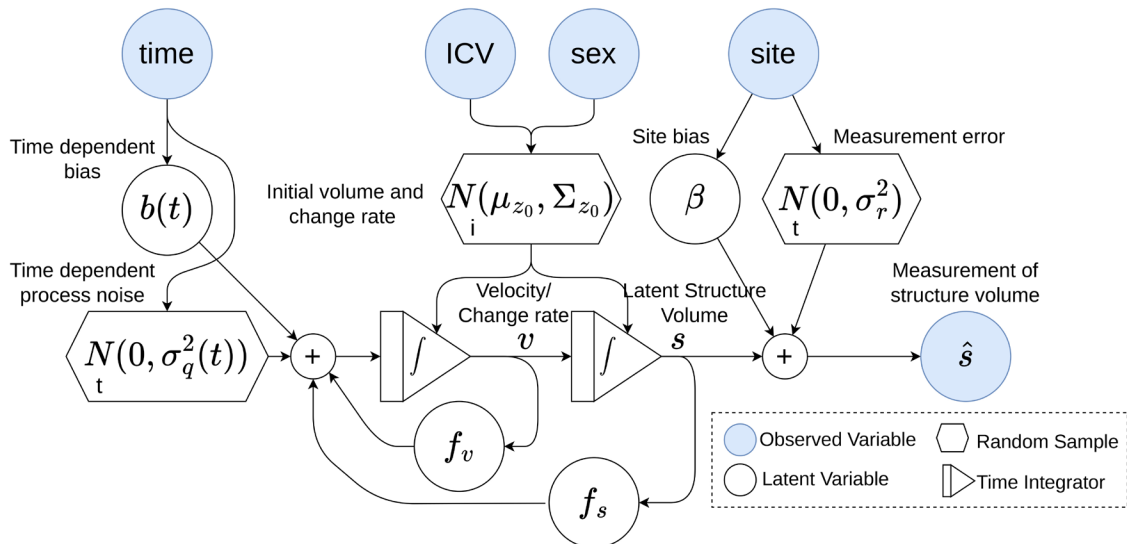 time
ICV
sex
site
Time dependent
bias
b(t)
Initial volume and
change rate
N(μ_{z_0}, Σ_{z_0})
i
Site bias
β
Measurement error
N(0, σ_r^2)
t
Time dependent
process noise
N(0, σ_q^2(t))
t
+
∫
Velocity/
Change rate
v
∫
Latent Structure
Volume
s
+
Measurement of
structure volume
ŝ
f_v
f_s
Observed Variable
Random Sample
Latent Variable
Time Integrator